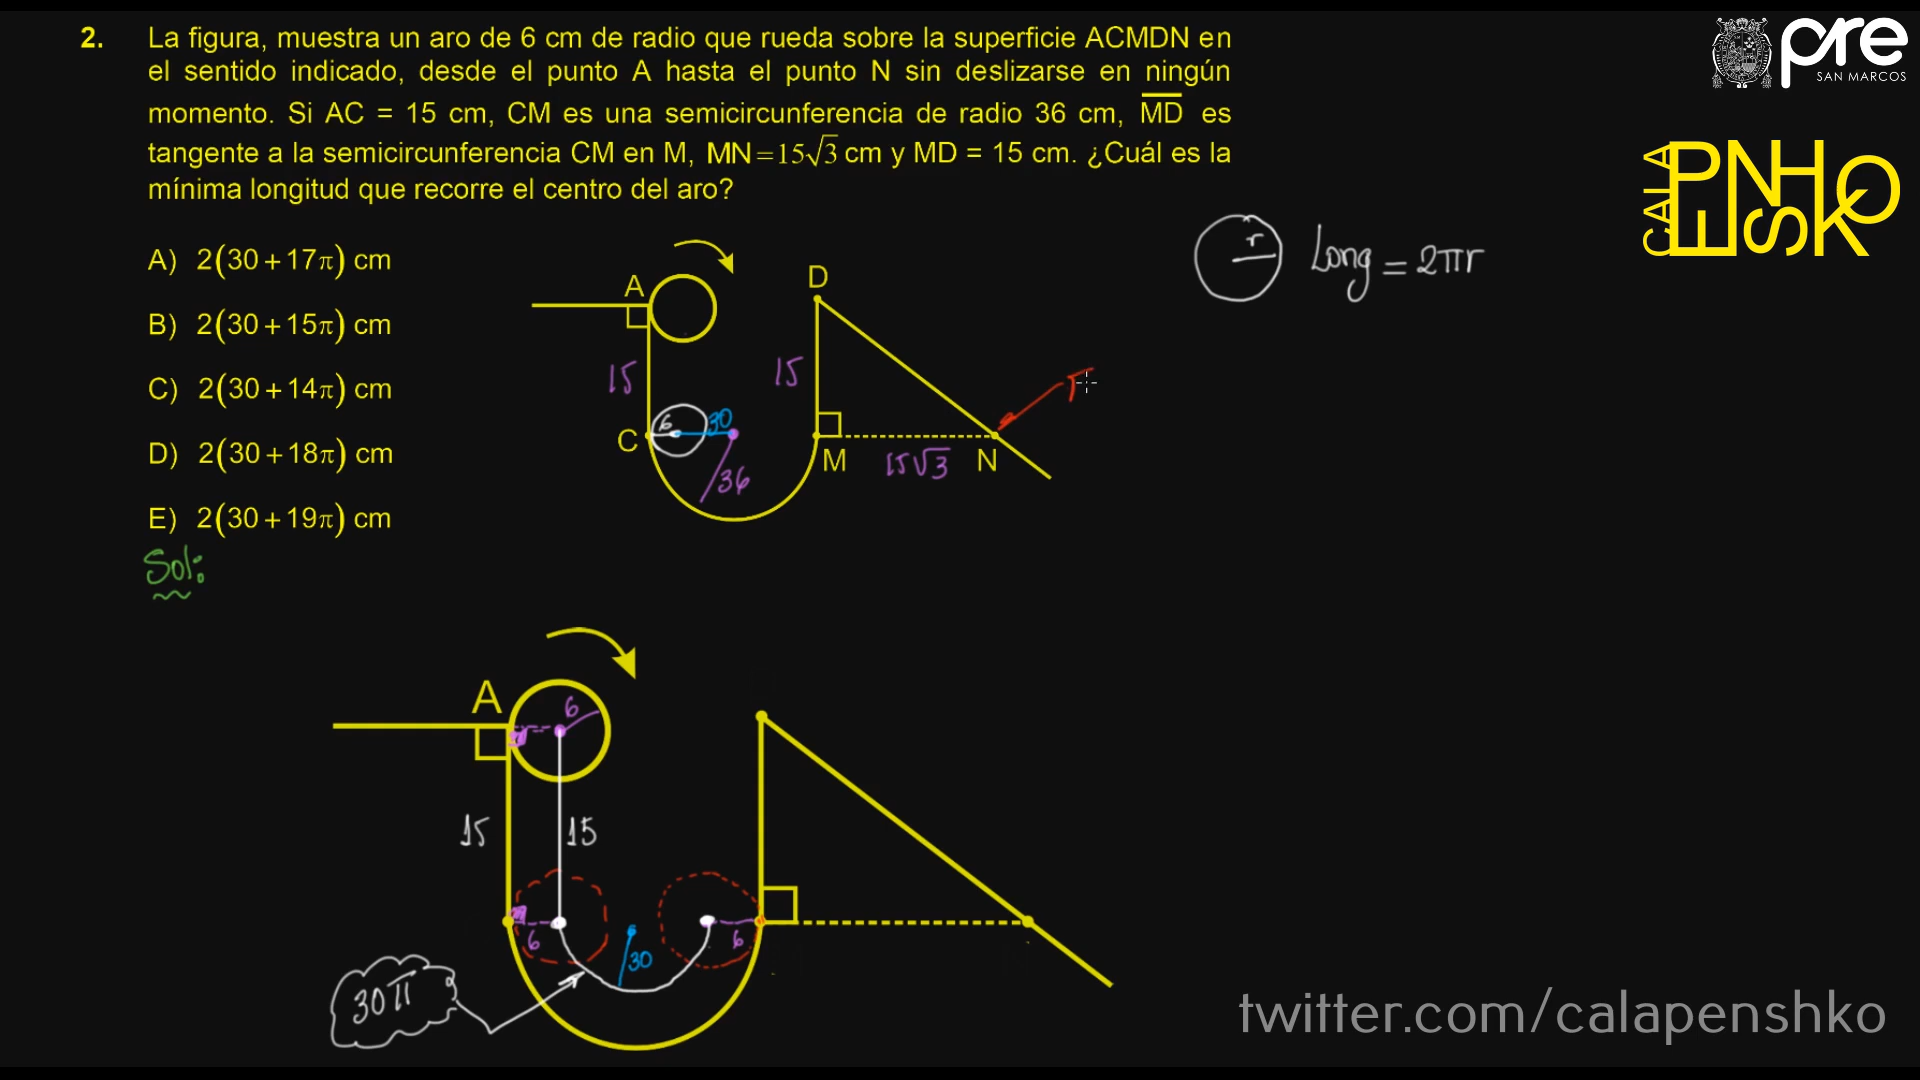 2. La figura, muestra un aro de 6 cm de radio que rueda sobre la superficie ACMDN en
el sentido indicado, desde el punto A hasta el punto N sin deslizarse en ningún
momento. Si AC = 15 cm, CM es una semicircunferencia de radio 36 cm, MD es
tangente a la semicircunferencia CM en M, MN=15√3 cm y MD = 15 cm. ¿Cuál es la
mínima longitud que recorre el centro del aro?
A) 2(30+17π) cm
B) 2(30+15π) cm
C) 2(30+14π) cm
D) 2(30+18π) cm
E) 2(30+19π) cm
Sol:
A
D
15
15
C
6
30
36
M
15√3
N
r
Long = 2πr
pre
SAN MARCOS
CALA
PENSHKO
A
6
15
15
6
30
6
30π
twitter.com/calapenshko